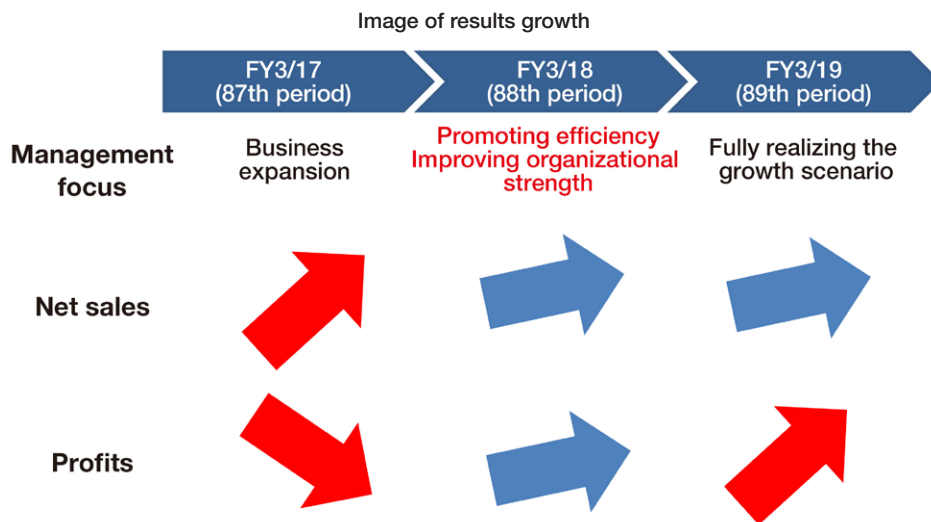 Image of results growth
FY3/17
(87th period)
FY3/18
(88th period)
FY3/19
(89th period)
Management
focus
Business
expansion
Promoting efficiency
Improving organizational
strength
Fully realizing the
growth scenario
Net sales
Profits